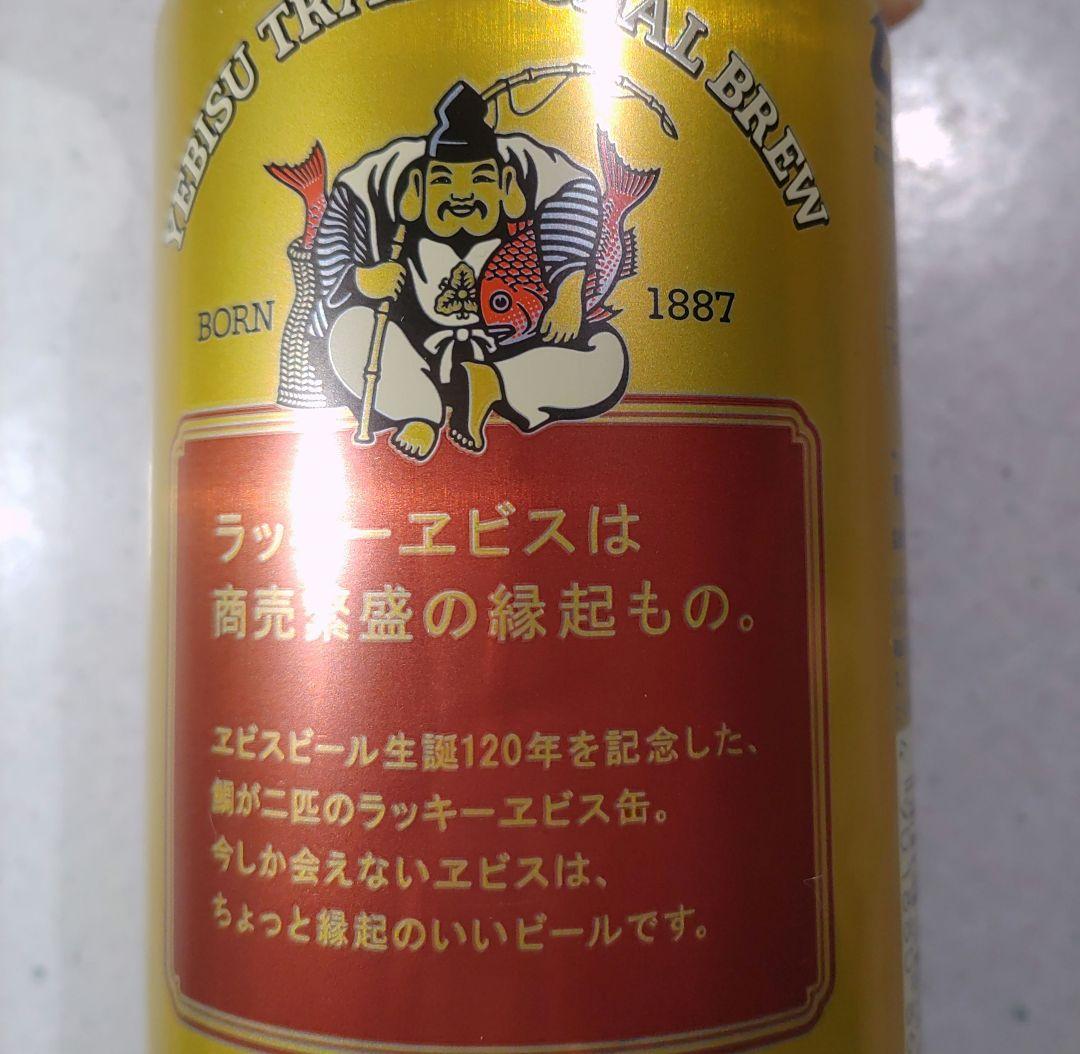 YEBISU TRADITIONAL BREW
BORN 1887
ラッキーヱビスは
商売繁盛の縁起もの。
ヱビスビール生誕120年を記念した、
鯛が二匹のラッキーヱビス缶。
今しか会えないヱビスは、
ちょっと縁起のいいビールです。